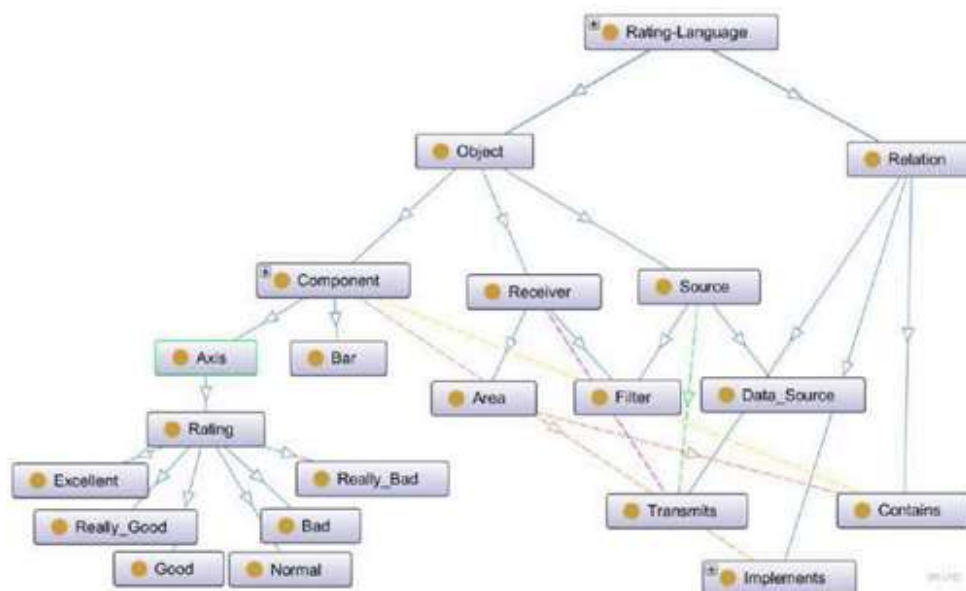 Rating-Language
Object
Relation
Component
Receiver
Source
Axis
Bar
Area
Filter
Data_Source
Rating
Excellent
Really_Bad
Really_Good
Bad
Transmits
Contains
Good
Normal
Implements